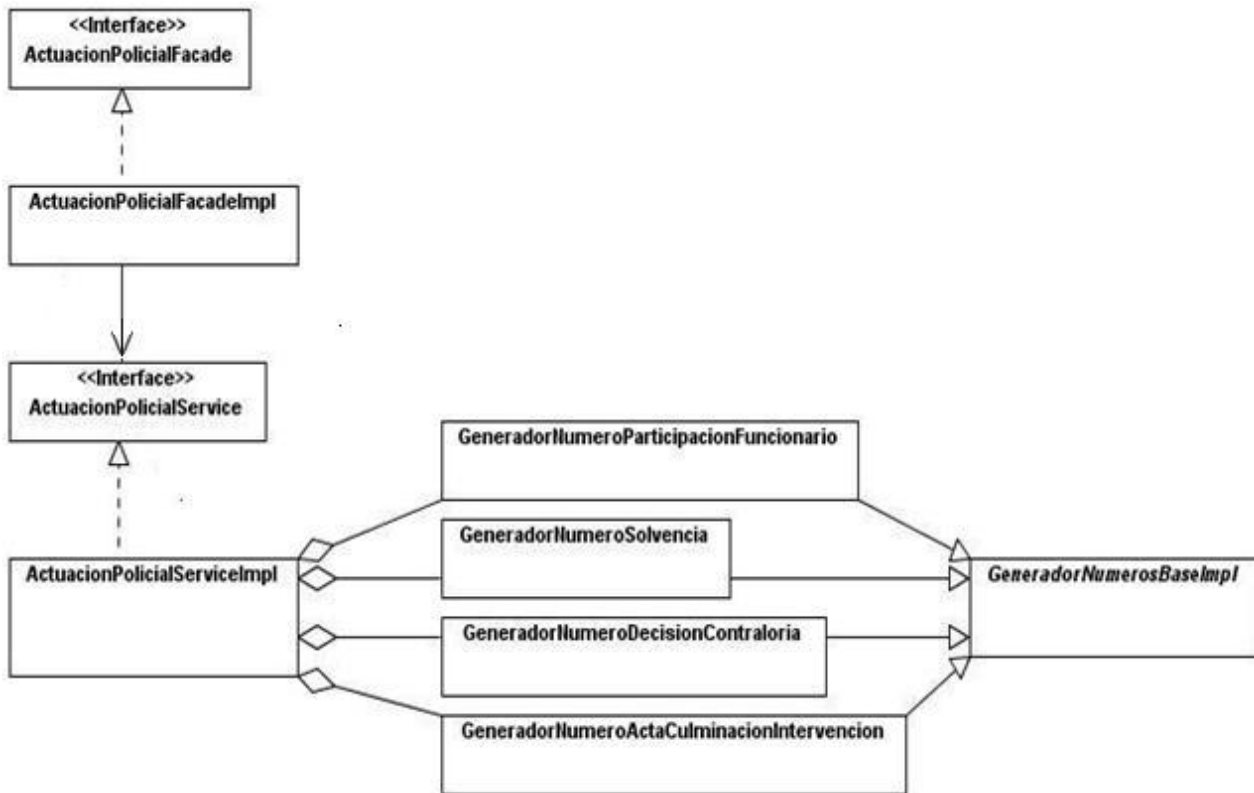 <<Interface>>
ActuacionPolicialFacade
ActuacionPolicialFacadeImpl
<<Interface>>
ActuacionPolicialService
GeneradorNumeroParticipacionFuncionario
GeneradorNumeroSolvencia
ActuacionPolicialServiceImpl
GeneradorNumerosBaseImpl
GeneradorNumeroDecisionContraloria
GeneradorNumeroActaCulminacionIntervencion